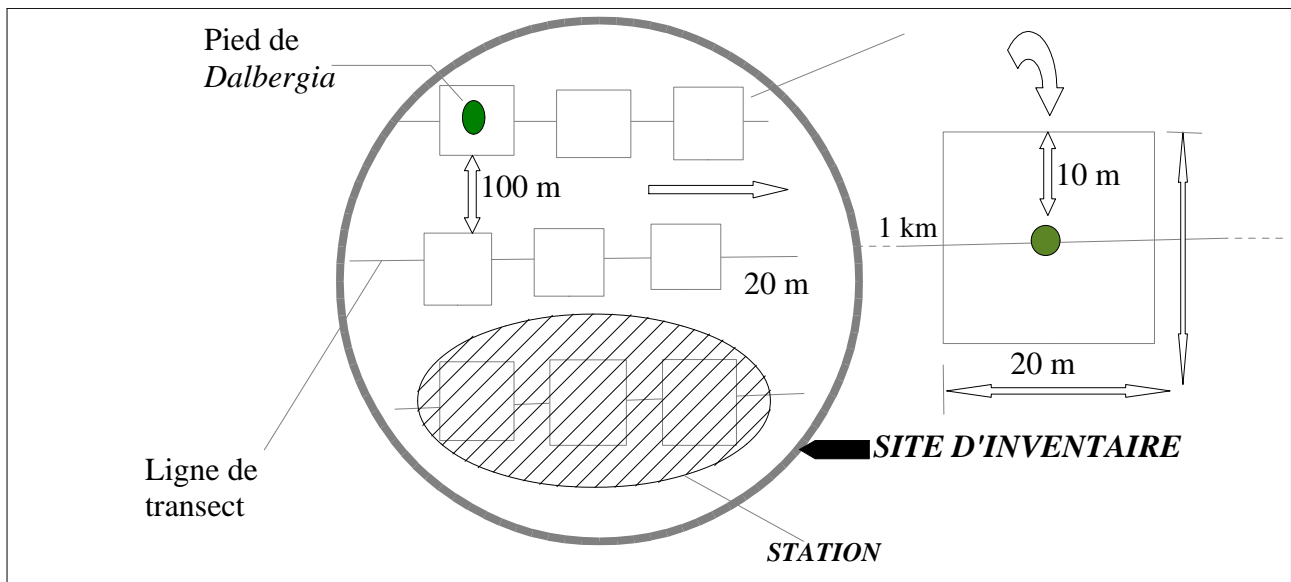 Pied de
Dalbergia
100 m
10 m
1 km
20 m
20 m
SITE D'INVENTAIRE
Ligne de
transect
STATION